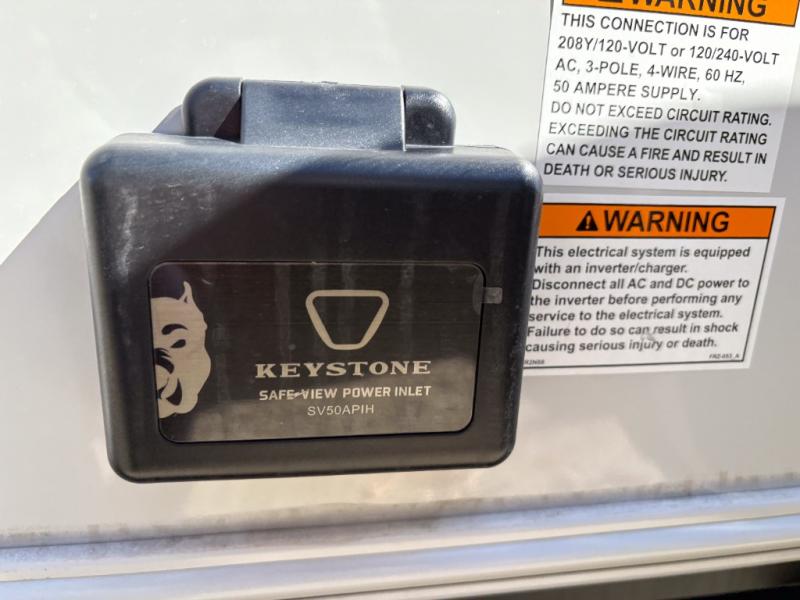 WARNING
THIS CONNECTION IS FOR
208Y/120-VOLT or 120/240-VOLT
AC, 3-POLE, 4-WIRE, 60 HZ,
50 AMPERE SUPPLY.
DO NOT EXCEED CIRCUIT RATING.
EXCEEDING THE CIRCUIT RATING
CAN CAUSE A FIRE AND RESULT IN
DEATH OR SERIOUS INJURY.
WARNING
This electrical system is equipped
with an inverter/charger.
Disconnect all AC and DC power to
the inverter before performing any
service to the electrical system.
Failure to do so can result in shock
causing serious injury or death.
KEYSTONE
SAFE-VIEW POWER INLET
SV50APIH